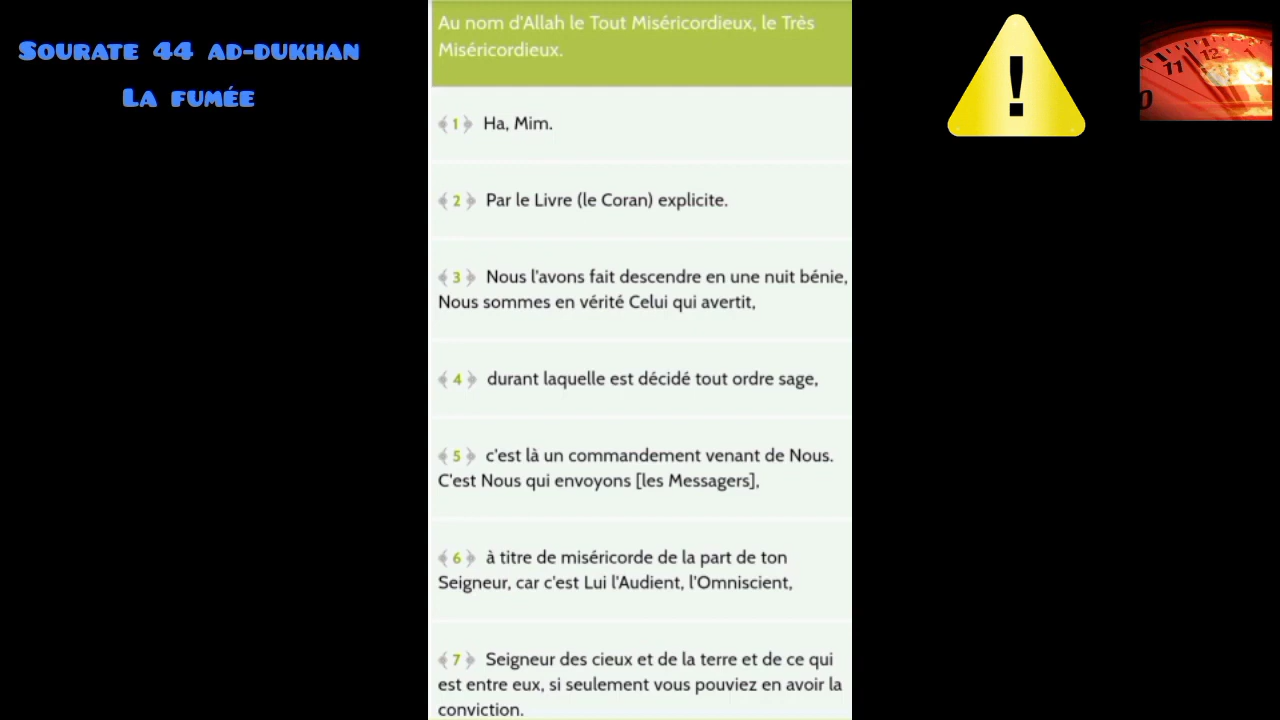 Sourate 44 ad-dukhan
La fumée
Au nom d'Allah le Tout Miséricordieux, le Très
Miséricordieux.
1 Ha, Mim.
2 Par le Livre (le Coran) explicite.
3 Nous l'avons fait descendre en une nuit bénie,
Nous sommes en vérité Celui qui avertit,
4 durant laquelle est décidé tout ordre sage,
5 c'est là un commandement venant de Nous.
C'est Nous qui envoyons [les Messagers],
6 à titre de miséricorde de la part de ton
Seigneur, car c'est Lui l'Audient, l'Omniscient,
7 Seigneur des cieux et de la terre et de ce qui
est entre eux, si seulement vous pouviez en avoir la
conviction.
!
11 12 1
0